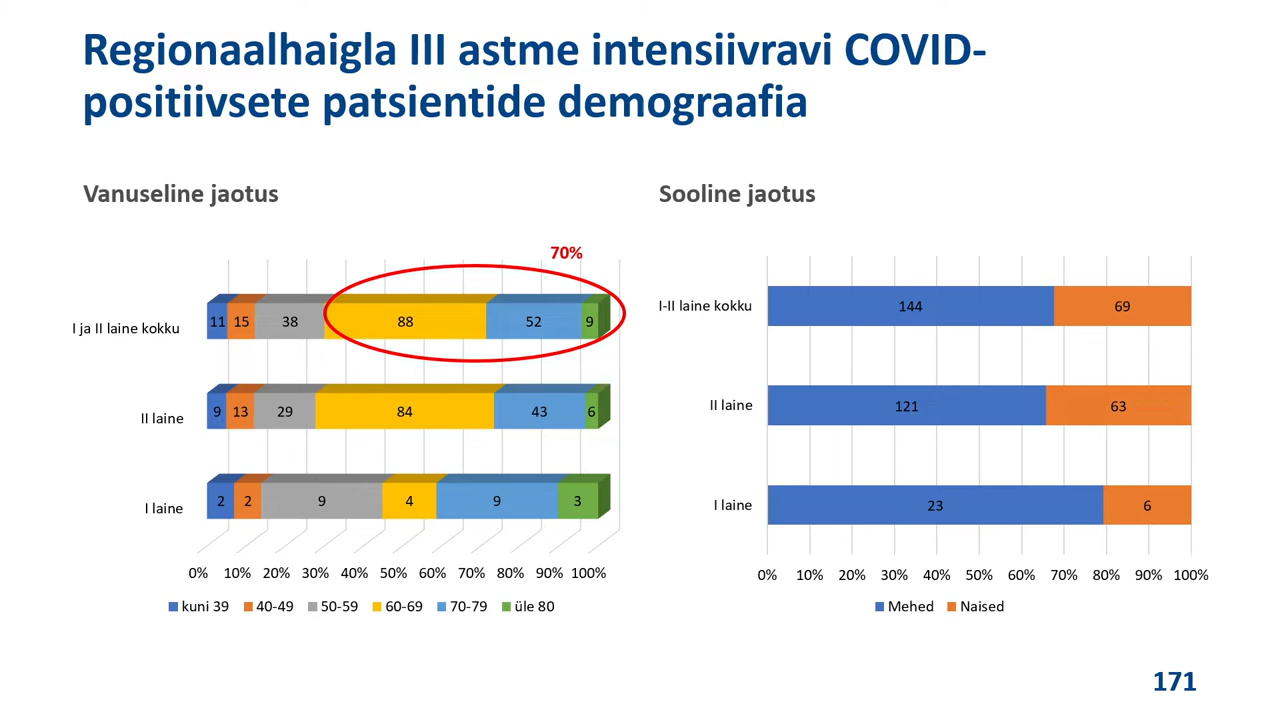 Regionaalhaigla III astme intensiivravi COVID-
positiivsete patsientide demograafia
Vanuseline jaotus
70%
I ja II laine kokku
11 15 38 88 52 9
II laine
9 13 29 84 43 6
I laine
2 2 9 4 9 3
0% 10% 20% 30% 40% 50% 60% 70% 80% 90% 100%
kuni 39 40-49 50-59 60-69 70-79 üle 80
Sooline jaotus
I-II laine kokku
144 69
II laine
121 63
I laine
23 6
0% 10% 20% 30% 40% 50% 60% 70% 80% 90% 100%
Mehed Naised
171